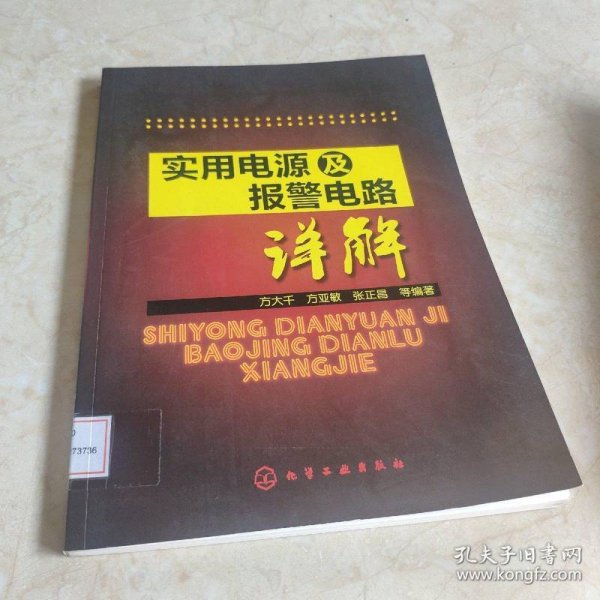 实用电源及
报警电路
详解
方大千 方亚敏 张正昌 等编著
SHIYONG DIANYUAN JI
BAOJING DIANLU
XIANGJIE
化学工业出版社
0
73736
孔夫子旧书网
www.kongfz.com